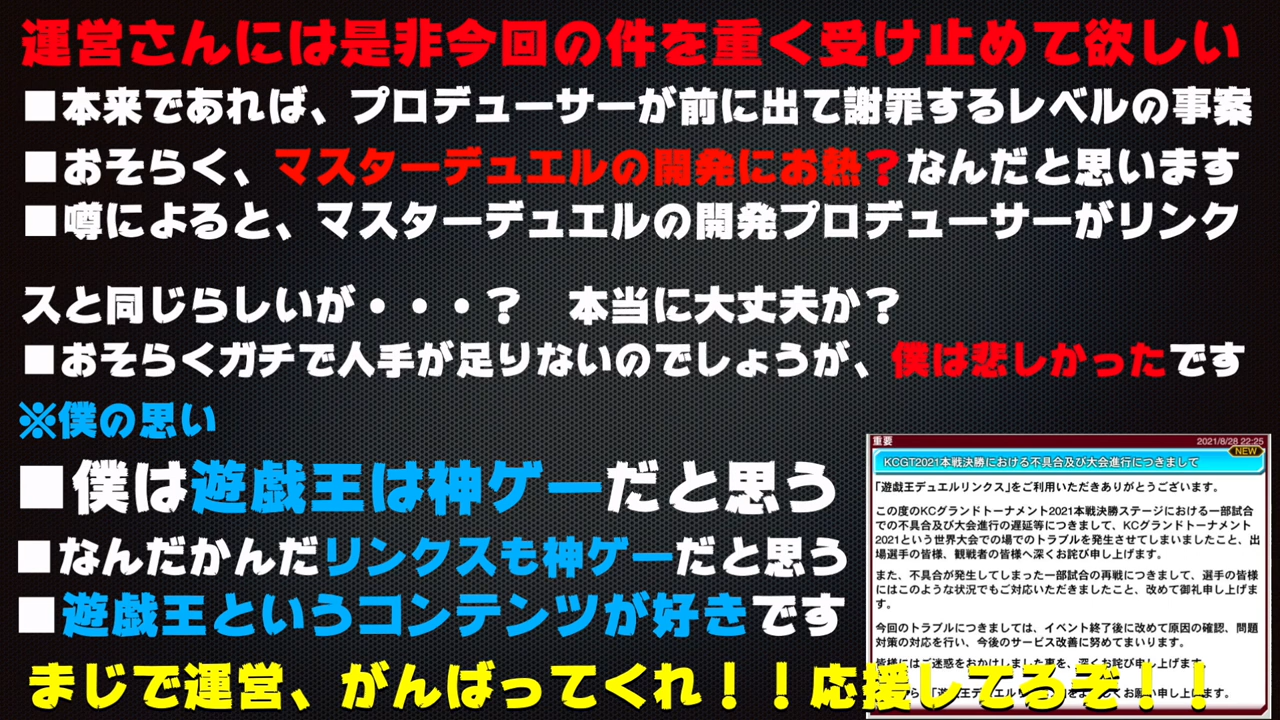 運営さんには是非今回の件を重く受け止めて欲しい
■本来であれば、プロデューサーが前に出て謝罪するレベルの事案
■おそらく、マスターデュエルの開発にお熱？なんだと思います
■噂によると、マスターデュエルの開発プロデューサーがリンク
スと同じらしいが・・・？　本当に大丈夫か？
■おそらくガチで人手が足りないのでしょうが、僕は悲しかったです
※僕の思い
■僕は遊戯王は神ゲーだと思う
■なんだかんだリンクスも神ゲーだと思う
■遊戯王というコンテンツが好きです
まじで運営、がんばってくれ！！応援してるぞ！！
重要
2021/8/28 22:25
NEW
KCGT2021本戦決勝における不具合及び大会進行につきまして
「遊戯王デュエルリンクス」をご利用いただきありがとうございます。
この度のKCグランドトーナメント2021本戦決勝ステージにおける一部試合
での不具合及び大会進行の遅延等につきまして、KCグランドトーナメント
2021という世界大会での場でのトラブルを発生させてしまいましたこと、出
場選手の皆様、観戦者の皆様へ深くお詫び申し上げます。
また、不具合が発生してしまった一部試合の再戦につきまして、選手の皆様
にはこのような状況でもご対応いただきましたこと、改めて御礼申し上げま
す。
今回のトラブルにつきましては、イベント終了後に改めて原因の確認、問題
対策の対応を行い、今後のサービス改善に努めてまいります。
皆様にはご迷惑をおかけしました事を、深くお詫び申し上げます。